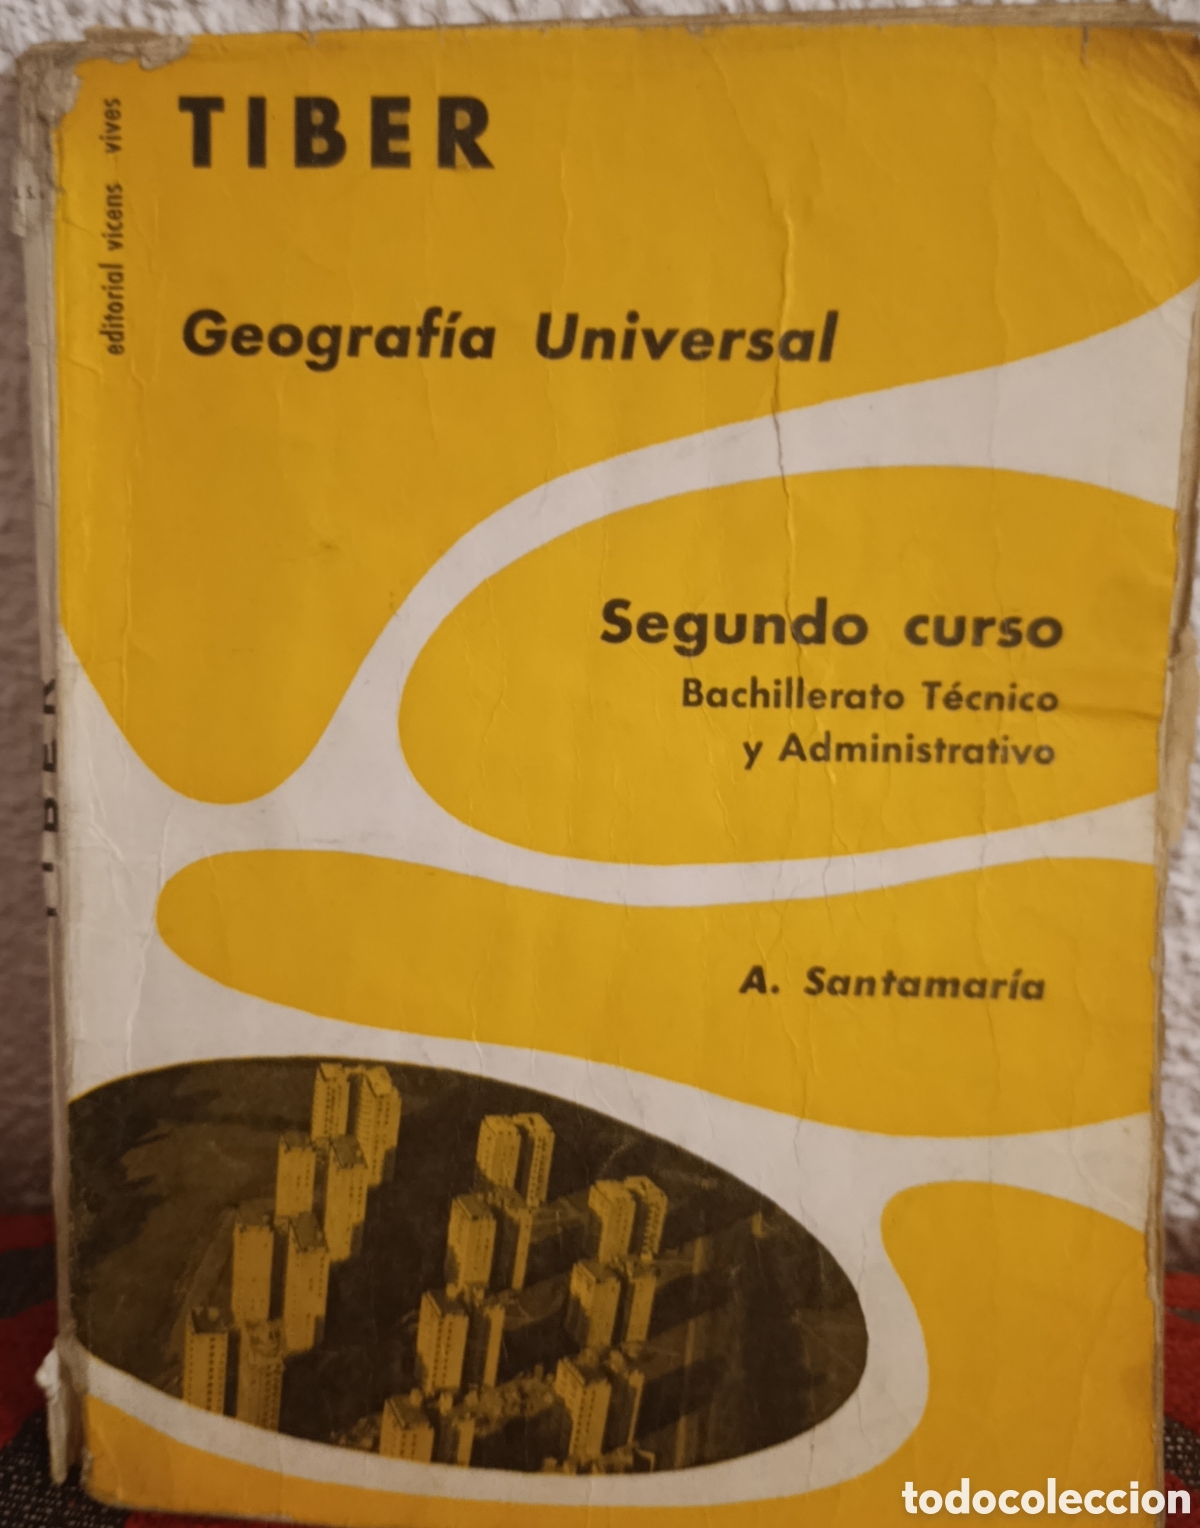 TIBER
editorial vicens vives
Geografía Universal
Segundo curso
Bachillerato Técnico
y Administrativo
A. Santamaría
TIBER
todocoleccion